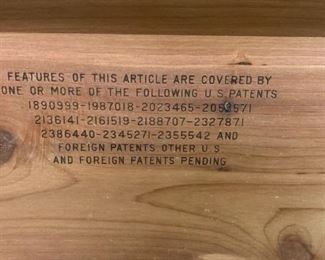 FEATURES OF THIS ARTICLE ARE COVERED BY
ONE OR MORE OF THE FOLLOWING U.S. PATENTS
1890999-1987018-2023465-2053571
2136141-2161519-2188707-2327871
2386440-2345271-2355542 AND
FOREIGN PATENTS. OTHER U.S.
AND FOREIGN PATENTS PENDING